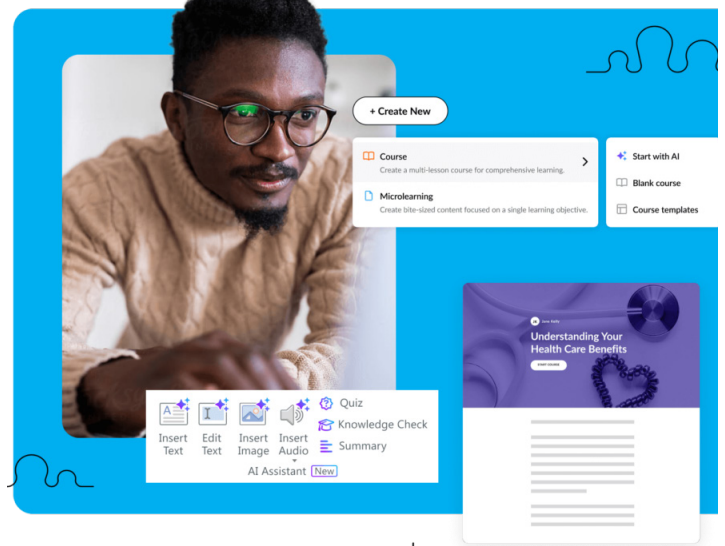 + Create New
Course
Create a multi-lesson course for comprehensive learning.
Microlearning
Create bite-sized content focused on a single learning objective.
Start with AI
Blank course
Course templates
Understanding Your
Health Care Benefits
START COURSE
Insert Text
Edit Text
Insert Image
Insert Audio
Quiz
Knowledge Check
Summary
AI Assistant New